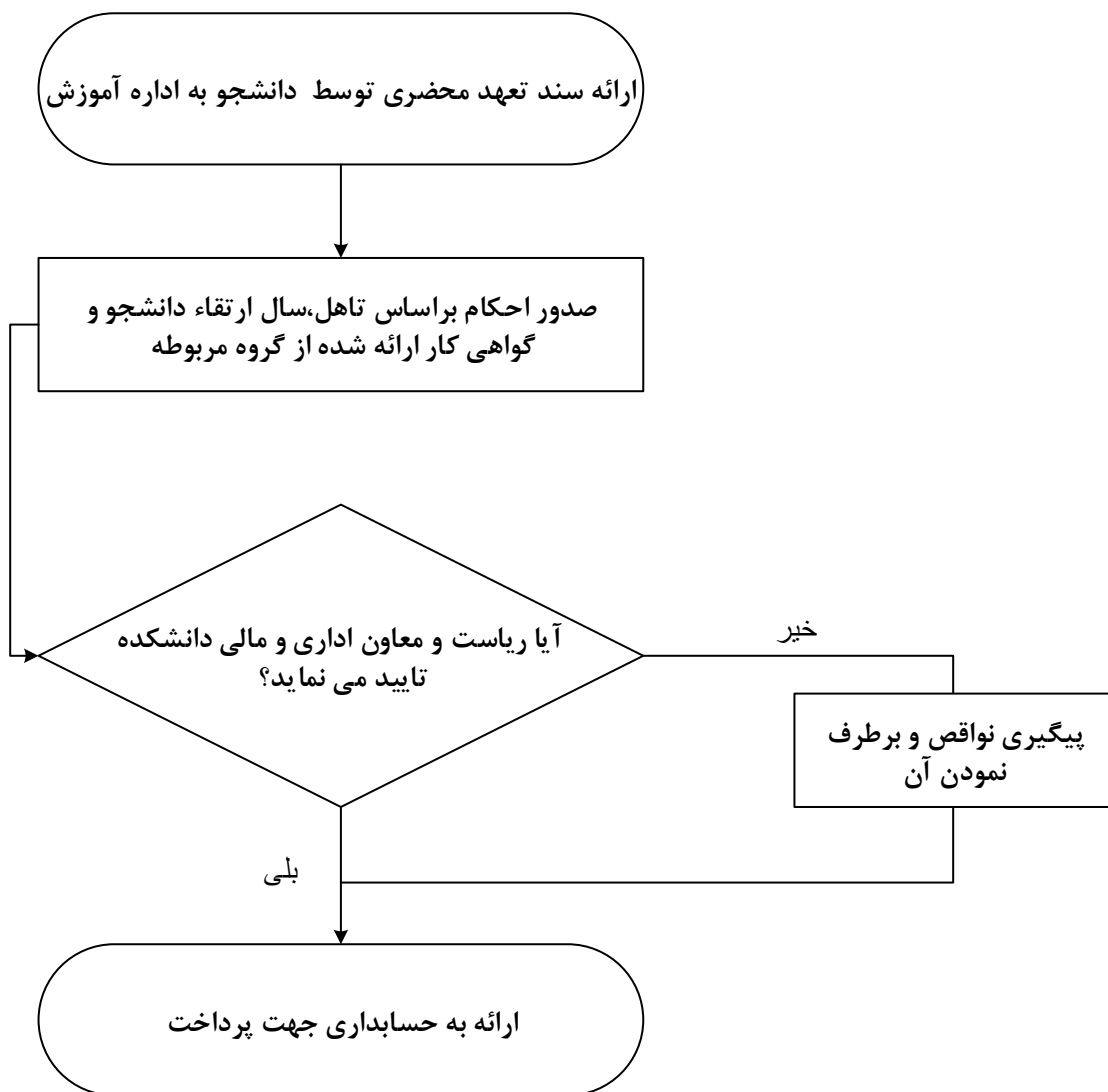 ارائه سند تعهد محضری توسط دانشجو به اداره آموزش
صدور احکام براساس تاهل،سال ارتقاء دانشجو و
گواهی کار ارائه شده از گروه مربوطه
آیا ریاست و معاون اداری و مالی دانشکده
تایید می نماید؟
خیر
پیگیری نواقص و برطرف
نمودن آن
بلی
ارائه به حسابداری جهت پرداخت